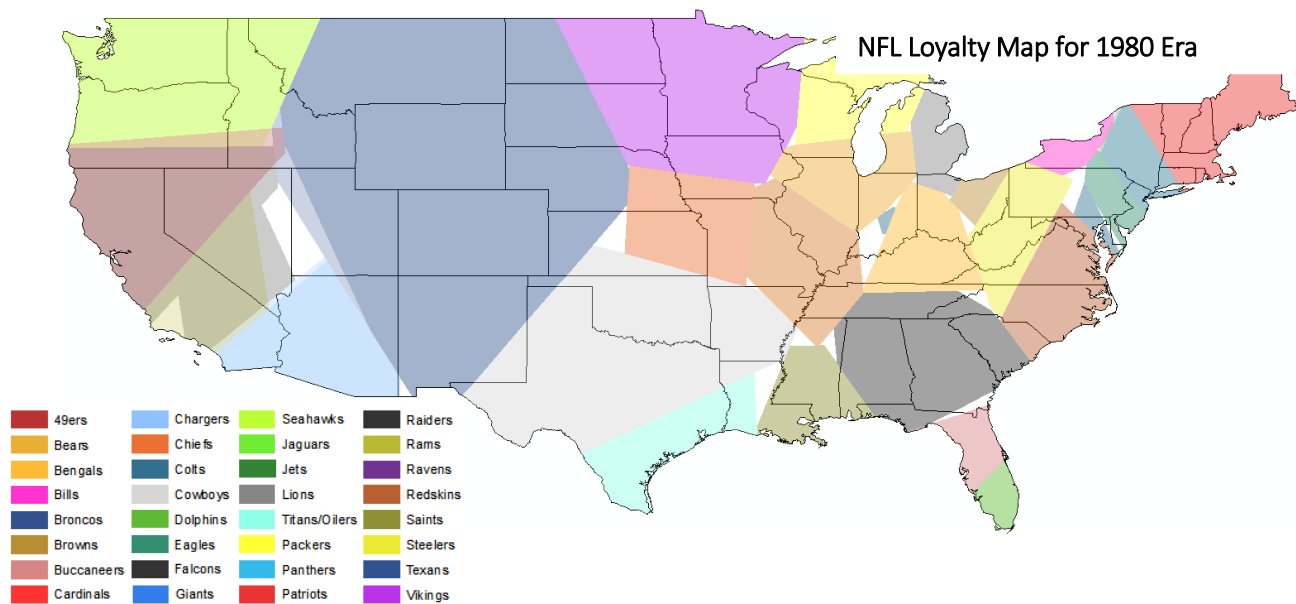 NFL Loyalty Map for 1980 Era
49ers Chargers Seahawks Raiders
Bears Chiefs Jaguars Rams
Bengals Colts Jets Ravens
Bills Cowboys Lions Redskins
Broncos Dolphins Titans/Oilers Saints
Browns Eagles Packers Steelers
Buccaneers Falcons Panthers Texans
Cardinals Giants Patriots Vikings